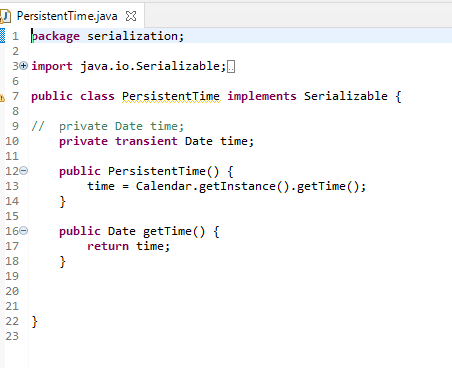 PersistentTime.java
1 package serialization;
2
3 import java.io.Serializable;
6
7 public class PersistentTime implements Serializable {
8
9 //  private Date time;
10     private transient Date time;
11
12     public PersistentTime() {
13         time = Calendar.getInstance().getTime();
14     }
15
16     public Date getTime() {
17         return time;
18     }
19
20
21
22 }
23